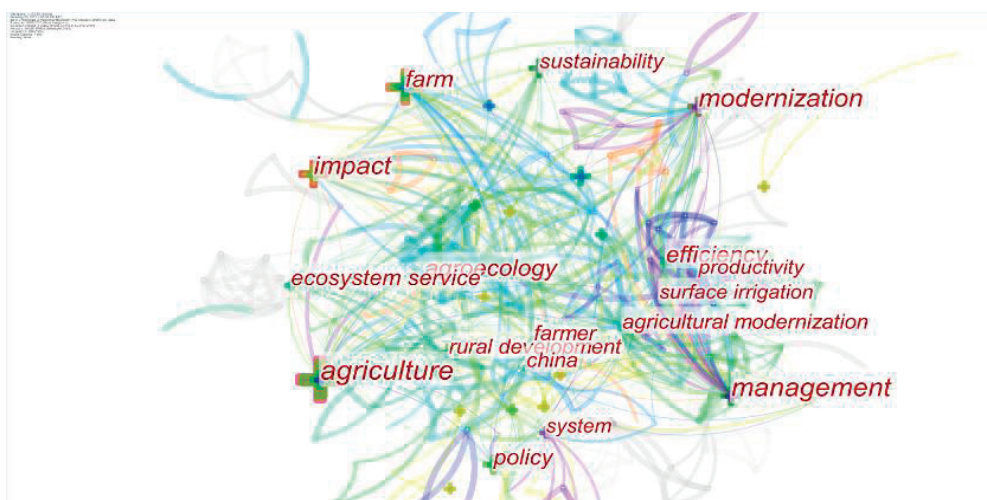 sustainability
farm
modernization
impact
efficiency
agroecology
productivity
ecosystem service
surface irrigation
agricultural modernization
farmer
rural development
china
agriculture
management
system
policy